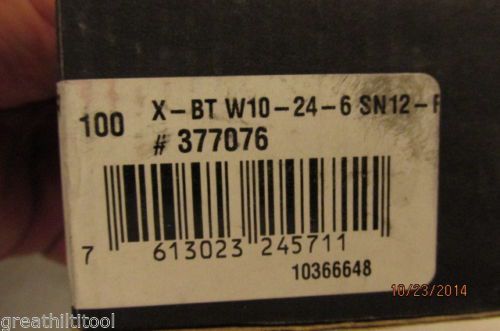 100 X-BT W10-24-6 SN12-R
# 377076
7 613023 245711
10366648
10/23/2014
greathiltitool